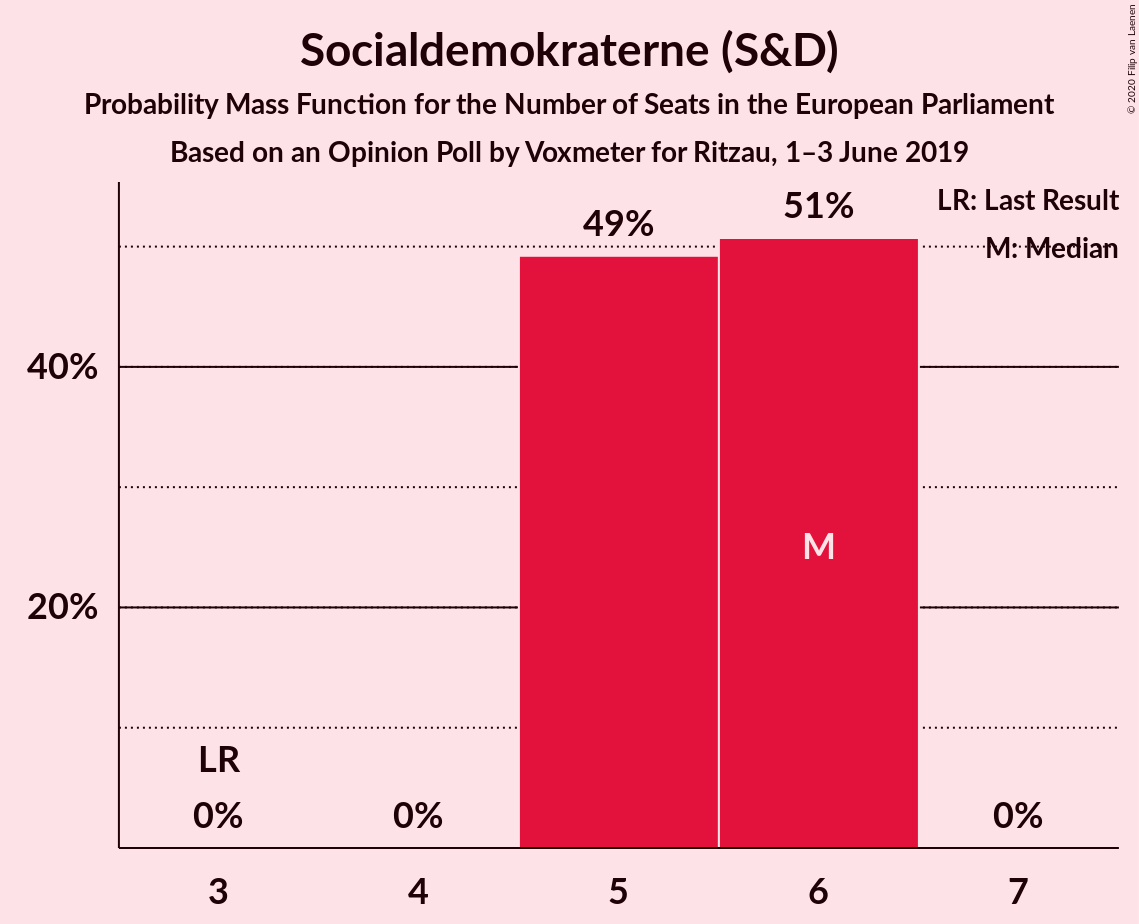 Socialdemokraterne (S&D)
Probability Mass Function for the Number of Seats in the European Parliament
Based on an Opinion Poll by Voxmeter for Ritzau, 1–3 June 2019
© 2020 Filip van Laenen
LR: Last Result
M: Median
49%
51%
40%
20%
M
LR
0%
0%
0%
3
4
5
6
7